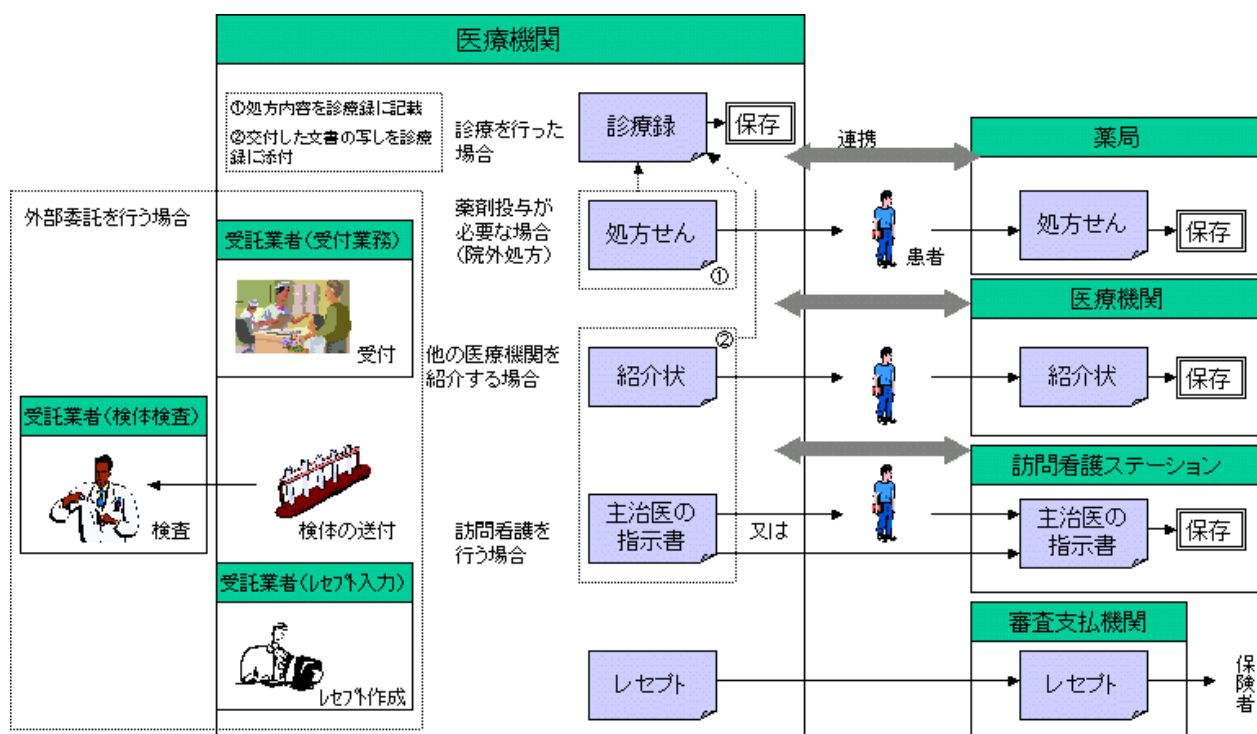 医療機関
①処方内容を診療録に記載
②交付した文書の写しを診療
録に添付
診療を行った
場合
診療録
保存
連携
薬局
外部委託を行う場合
受託業者(受付業務)
受付
薬剤投与が
必要な場合
(院外処方)
処方せん
①
患者
処方せん
保存
医療機関
他の医療機関を
紹介する場合
②
紹介状
紹介状
保存
受託業者(検体検査)
検査
検体の送付
訪問看護ステーション
訪問看護を
行う場合
主治医の
指示書
又は
主治医の
指示書
保存
受託業者(ﾚｾﾌﾟﾄ入力)
ﾚｾﾌﾟﾄ作成
審査支払機関
レセプト
レセプト
保険者